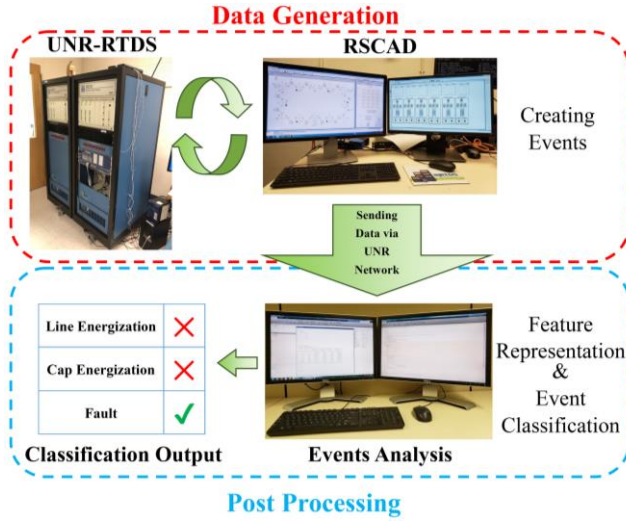 Data Generation
UNR-RTDS
RSCAD
Creating
Events
Sending
Data via
UNR
Network
Line Energization
Cap Energization
Fault
Classification Output
Events Analysis
Feature
Representation
&
Event
Classification
Post Processing